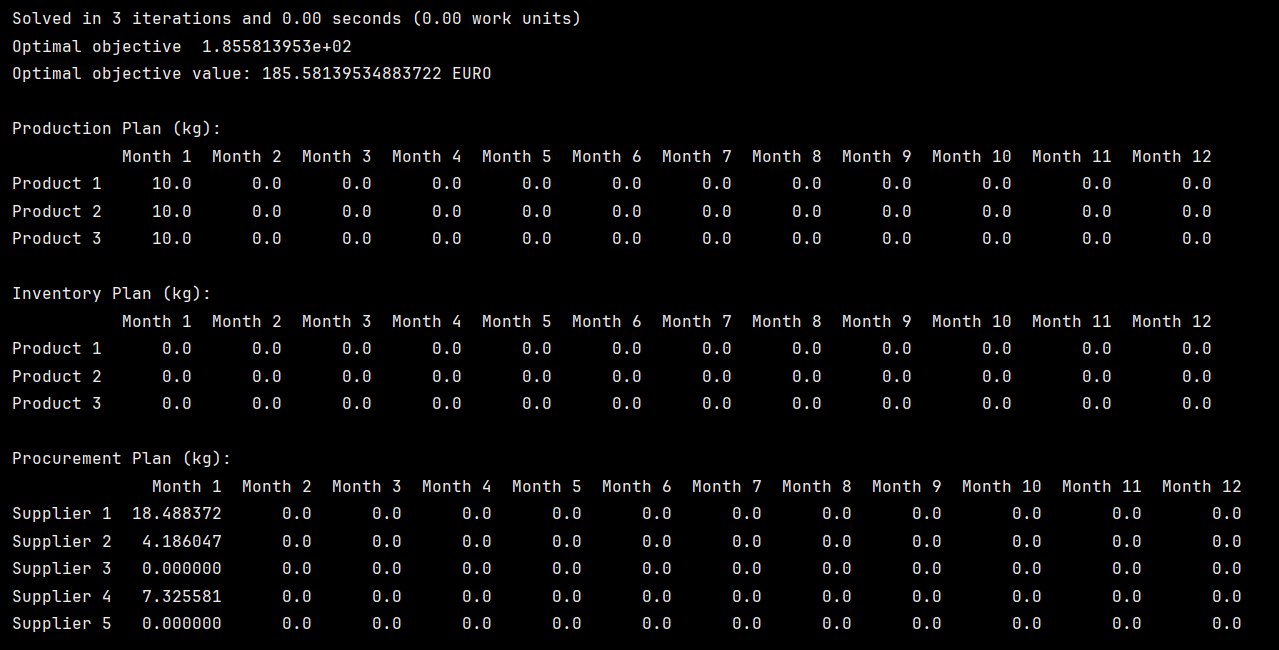 Solved in 3 iterations and 0.00 seconds (0.00 work units)
Optimal objective  1.855813953e+02
Optimal objective value: 185.58139534883722 EURO

Production Plan (kg):
           Month 1  Month 2  Month 3  Month 4  Month 5  Month 6  Month 7  Month 8  Month 9  Month 10  Month 11  Month 12
Product 1     10.0      0.0      0.0      0.0      0.0      0.0      0.0      0.0      0.0       0.0       0.0       0.0
Product 2     10.0      0.0      0.0      0.0      0.0      0.0      0.0      0.0      0.0       0.0       0.0       0.0
Product 3     10.0      0.0      0.0      0.0      0.0      0.0      0.0      0.0      0.0       0.0       0.0       0.0

Inventory Plan (kg):
           Month 1  Month 2  Month 3  Month 4  Month 5  Month 6  Month 7  Month 8  Month 9  Month 10  Month 11  Month 12
Product 1      0.0      0.0      0.0      0.0      0.0      0.0      0.0      0.0      0.0       0.0       0.0       0.0
Product 2      0.0      0.0      0.0      0.0      0.0      0.0      0.0      0.0      0.0       0.0       0.0       0.0
Product 3      0.0      0.0      0.0      0.0      0.0      0.0      0.0      0.0      0.0       0.0       0.0       0.0

Procurement Plan (kg):
              Month 1  Month 2  Month 3  Month 4  Month 5  Month 6  Month 7  Month 8  Month 9  Month 10  Month 11  Month 12
Supplier 1  18.488372      0.0      0.0      0.0      0.0      0.0      0.0      0.0      0.0       0.0       0.0       0.0
Supplier 2   4.186047      0.0      0.0      0.0      0.0      0.0      0.0      0.0      0.0       0.0       0.0       0.0
Supplier 3   0.000000      0.0      0.0      0.0      0.0      0.0      0.0      0.0      0.0       0.0       0.0       0.0
Supplier 4   7.325581      0.0      0.0      0.0      0.0      0.0      0.0      0.0      0.0       0.0       0.0       0.0
Supplier 5   0.000000      0.0      0.0      0.0      0.0      0.0      0.0      0.0      0.0       0.0       0.0       0.0